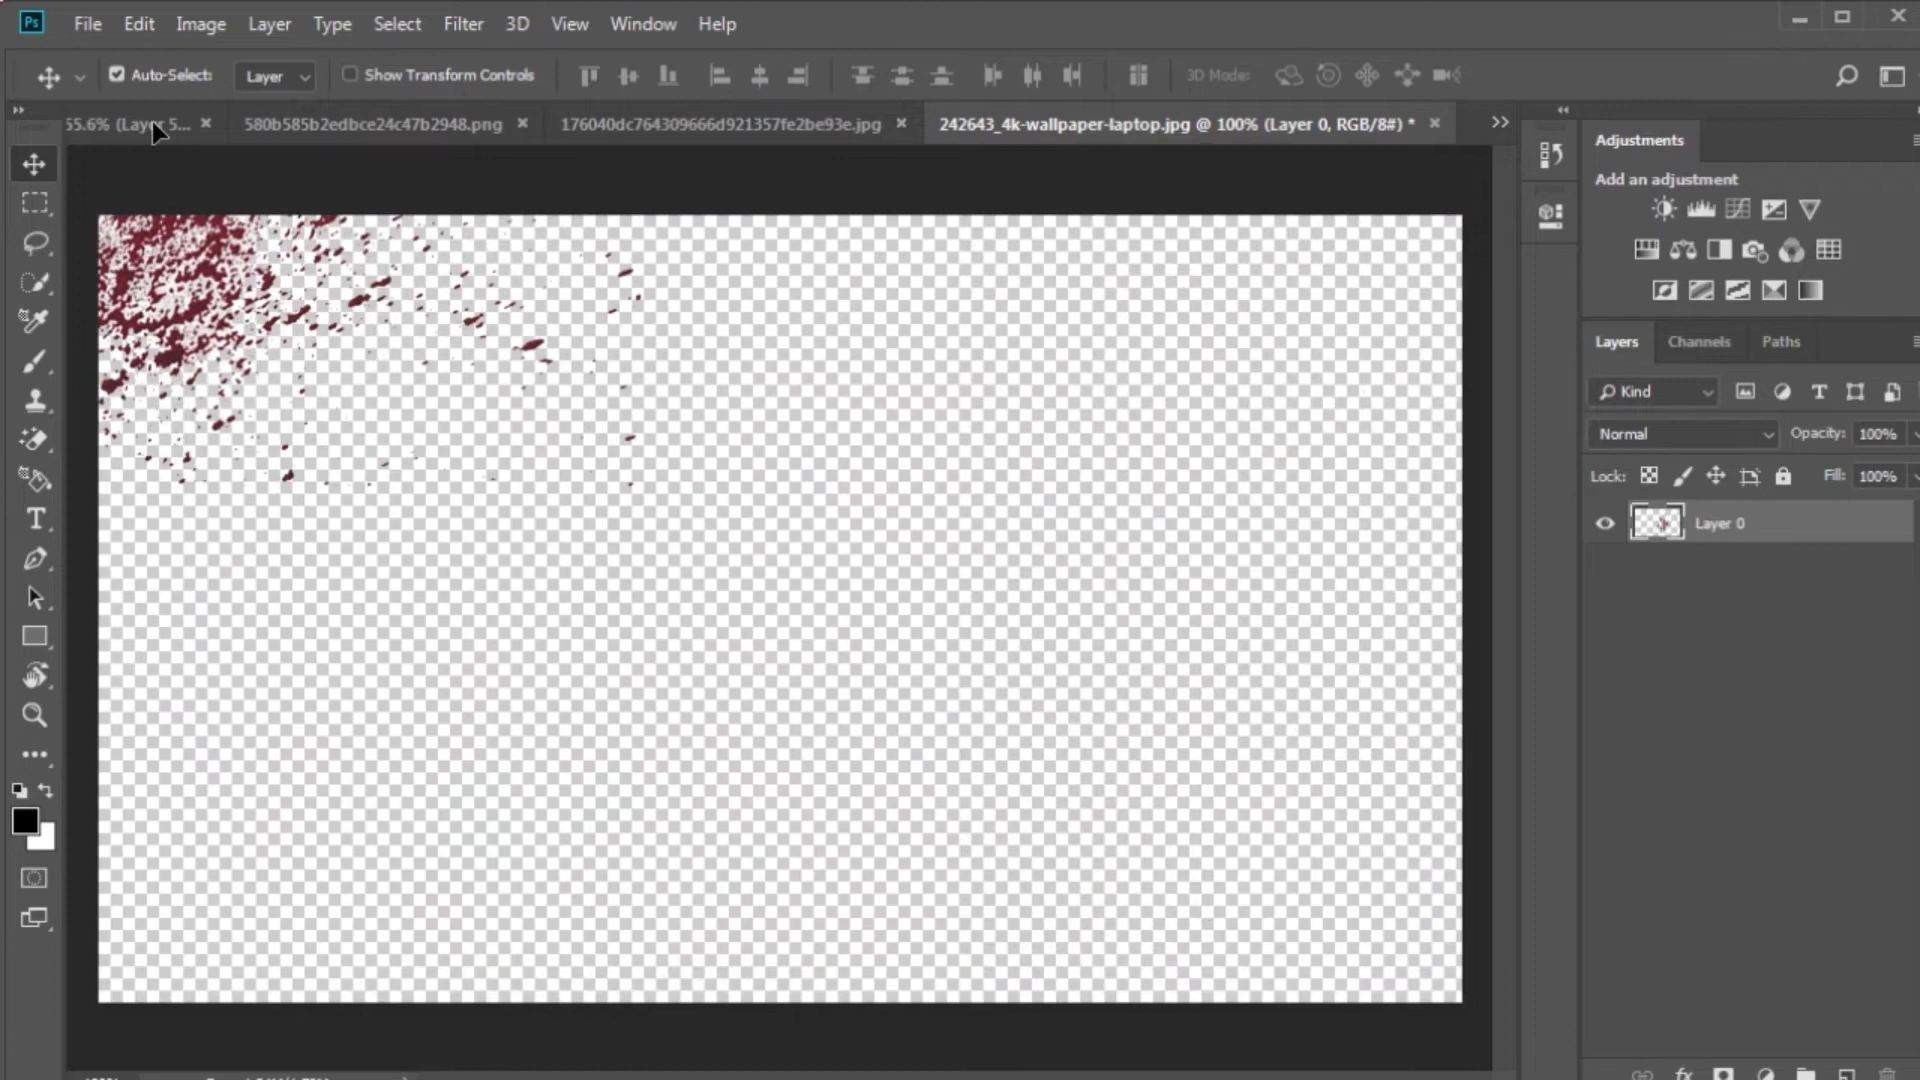 Ps File Edit Image Layer Type Select Filter 3D View Window Help
Auto-Select: Layer Show Transform Controls 3D Mode:
55.6% (Layer 5... × 580b585b2edbce24c47b2948.png × 176040dc764309666d921357fe2be93e.jpg × 242643_4k-wallpaper-laptop.jpg @ 100% (Layer 0, RGB/8#) * ×
Adjustments
Add an adjustment
Layers Channels Paths
Kind
Normal Opacity: 100%
Lock: Fill: 100%
Layer 0